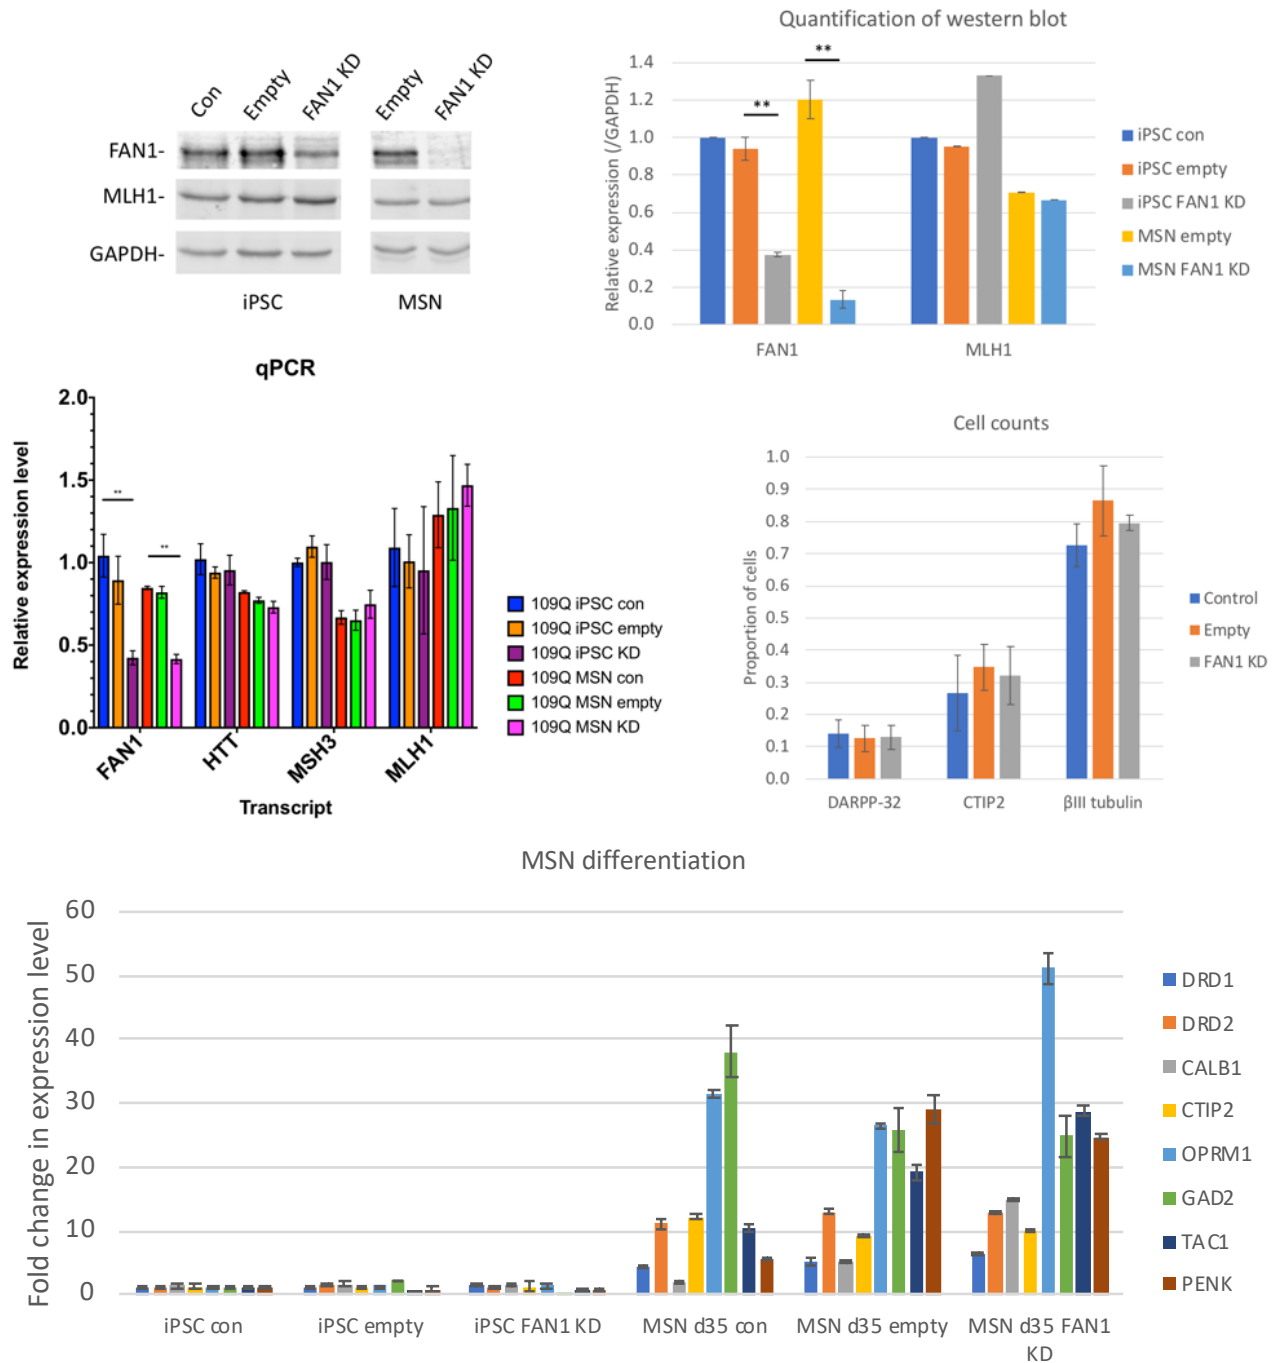 Con
Empty
FAN1 KD
Empty
FAN1 KD
FAN1-
MLH1-
GAPDH-
iPSC
MSN
Quantification of western blot
Relative expression (/GAPDH)
1.4
1.2
1.0
0.8
0.6
0.4
0.2
0.0
**
**
FAN1
MLH1
iPSC con
iPSC empty
iPSC FAN1 KD
MSN empty
MSN FAN1 KD
qPCR
Relative expression level
2.0
1.5
1.0
0.5
0.0
**
**
FAN1
HTT
MSH3
MLH1
Transcript
109Q iPSC con
109Q iPSC empty
109Q iPSC KD
109Q MSN con
109Q MSN empty
109Q MSN KD
Cell counts
Proportion of cells
1.0
0.9
0.8
0.7
0.6
0.5
0.4
0.3
0.2
0.1
0.0
DARPP-32
CTIP2
βIII tubulin
Control
Empty
FAN1 KD
MSN differentiation
Fold change in expression level
60
50
40
30
20
10
0
iPSC con
iPSC empty
iPSC FAN1 KD
MSN d35 con
MSN d35 empty
MSN d35 FAN1
KD
DRD1
DRD2
CALB1
CTIP2
OPRM1
GAD2
TAC1
PENK